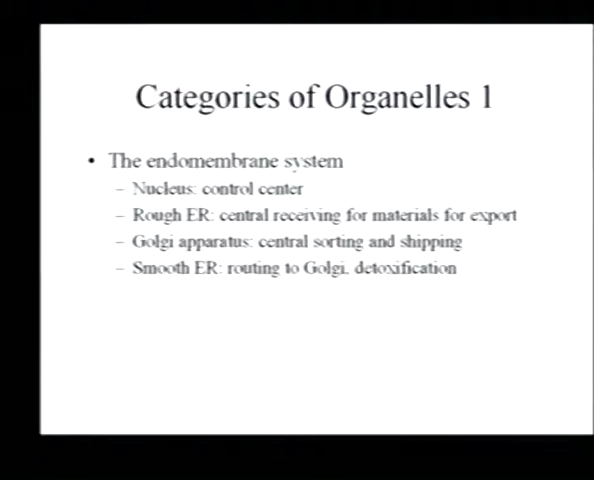 Categories of Organelles 1
• The endomembrane system
– Nucleus: control center
– Rough ER: central receiving for materials for export
– Golgi apparatus: central sorting and shipping
– Smooth ER: routing to Golgi, detoxification